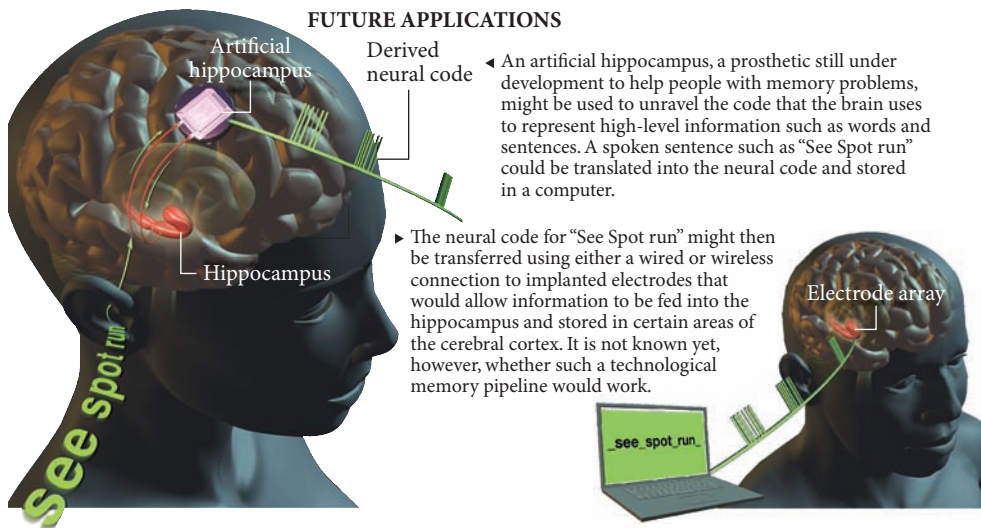 FUTURE APPLICATIONS
Artificial
hippocampus
Derived
neural code
An artificial hippocampus, a prosthetic still under
development to help people with memory problems,
might be used to unravel the code that the brain uses
to represent high-level information such as words and
sentences. A spoken sentence such as “See Spot run”
could be translated into the neural code and stored
in a computer.
Hippocampus
see spot run
The neural code for “See Spot run” might then
be transferred using either a wired or wireless
connection to implanted electrodes that
would allow information to be fed into the
hippocampus and stored in certain areas of
the cerebral cortex. It is not known yet,
however, whether such a technological
memory pipeline would work.
Electrode array
_see_spot_run_